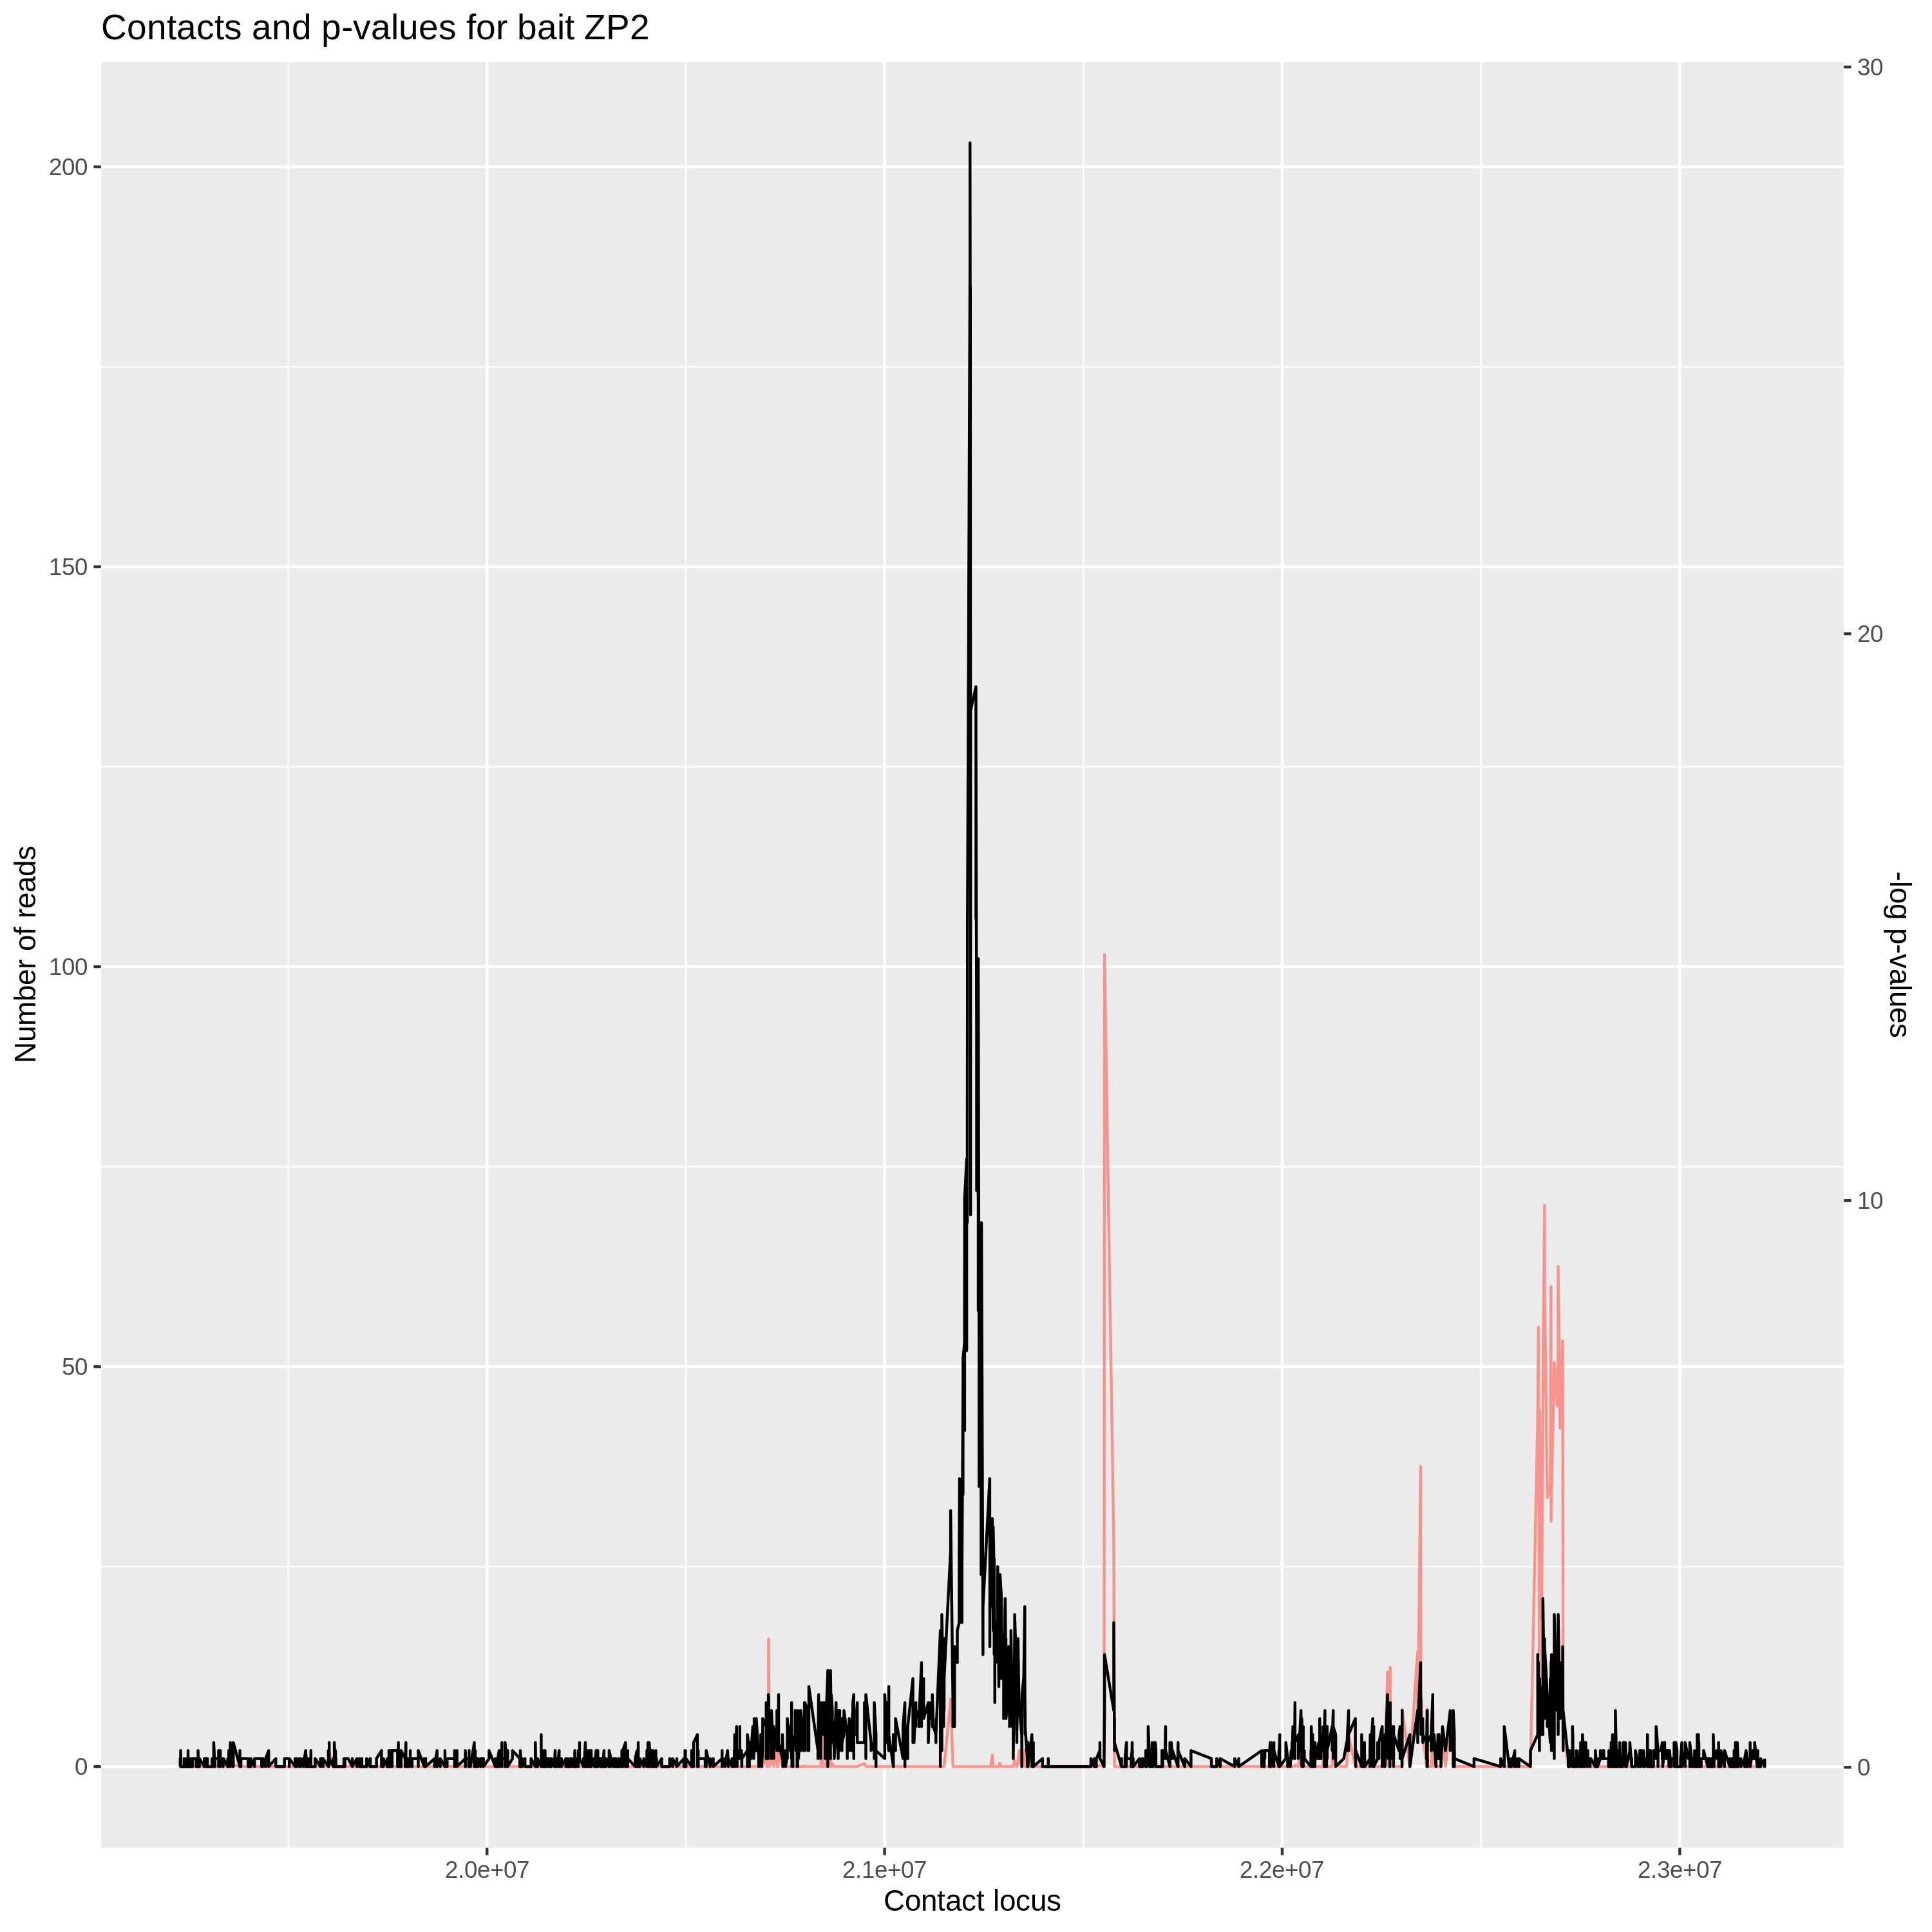 Contacts and p-values for bait ZP2
30
200
150
20
Number of reads
-log p-values
100
10
50
0
0
2.0e+07
2.1e+07
2.2e+07
2.3e+07
Contact locus